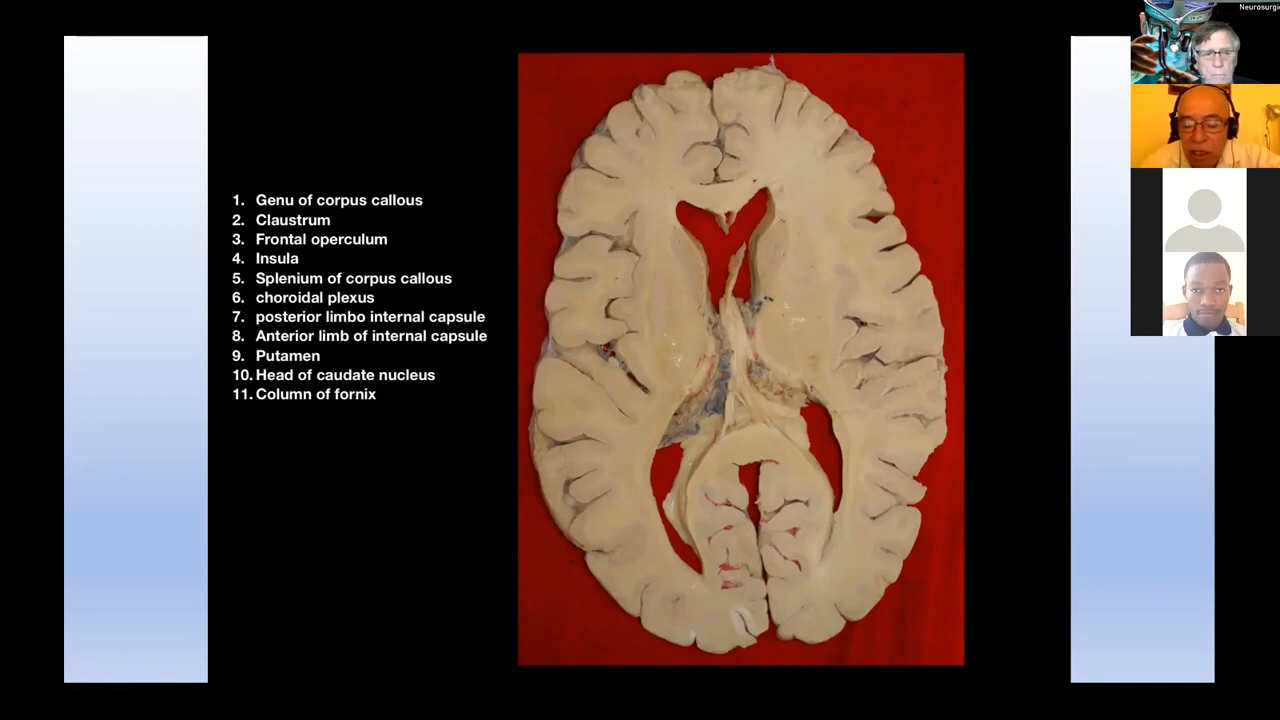 Neurosurgi
1. Genu of corpus callous
2. Claustrum
3. Frontal operculum
4. Insula
5. Splenium of corpus callous
6. choroidal plexus
7. posterior limbo internal capsule
8. Anterior limb of internal capsule
9. Putamen
10. Head of caudate nucleus
11. Column of fornix